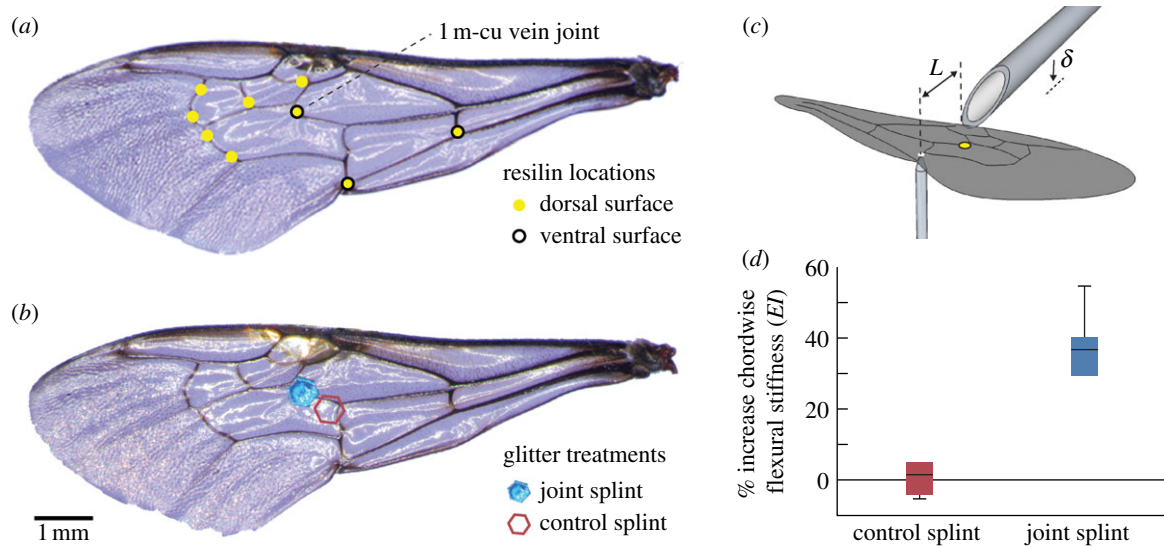 (a)
1 m-cu vein joint
resilin locations
dorsal surface
ventral surface
(b)
glitter treatments
joint splint
control splint
1 mm
(c)
L
δ
(d)
% increase chordwise
flexural stiffness (EI)
60
40
20
0
control splint
joint splint